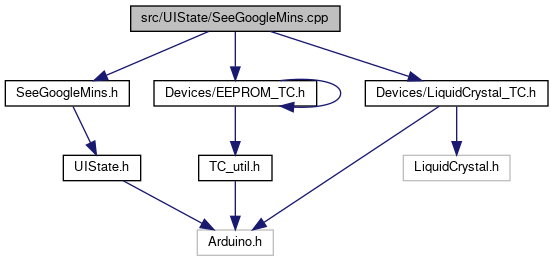 src/UIState/SeeGoogleMins.cpp
SeeGoogleMins.h
Devices/EEPROM_TC.h
Devices/LiquidCrystal_TC.h
UIState.h
TC_util.h
LiquidCrystal.h
Arduino.h